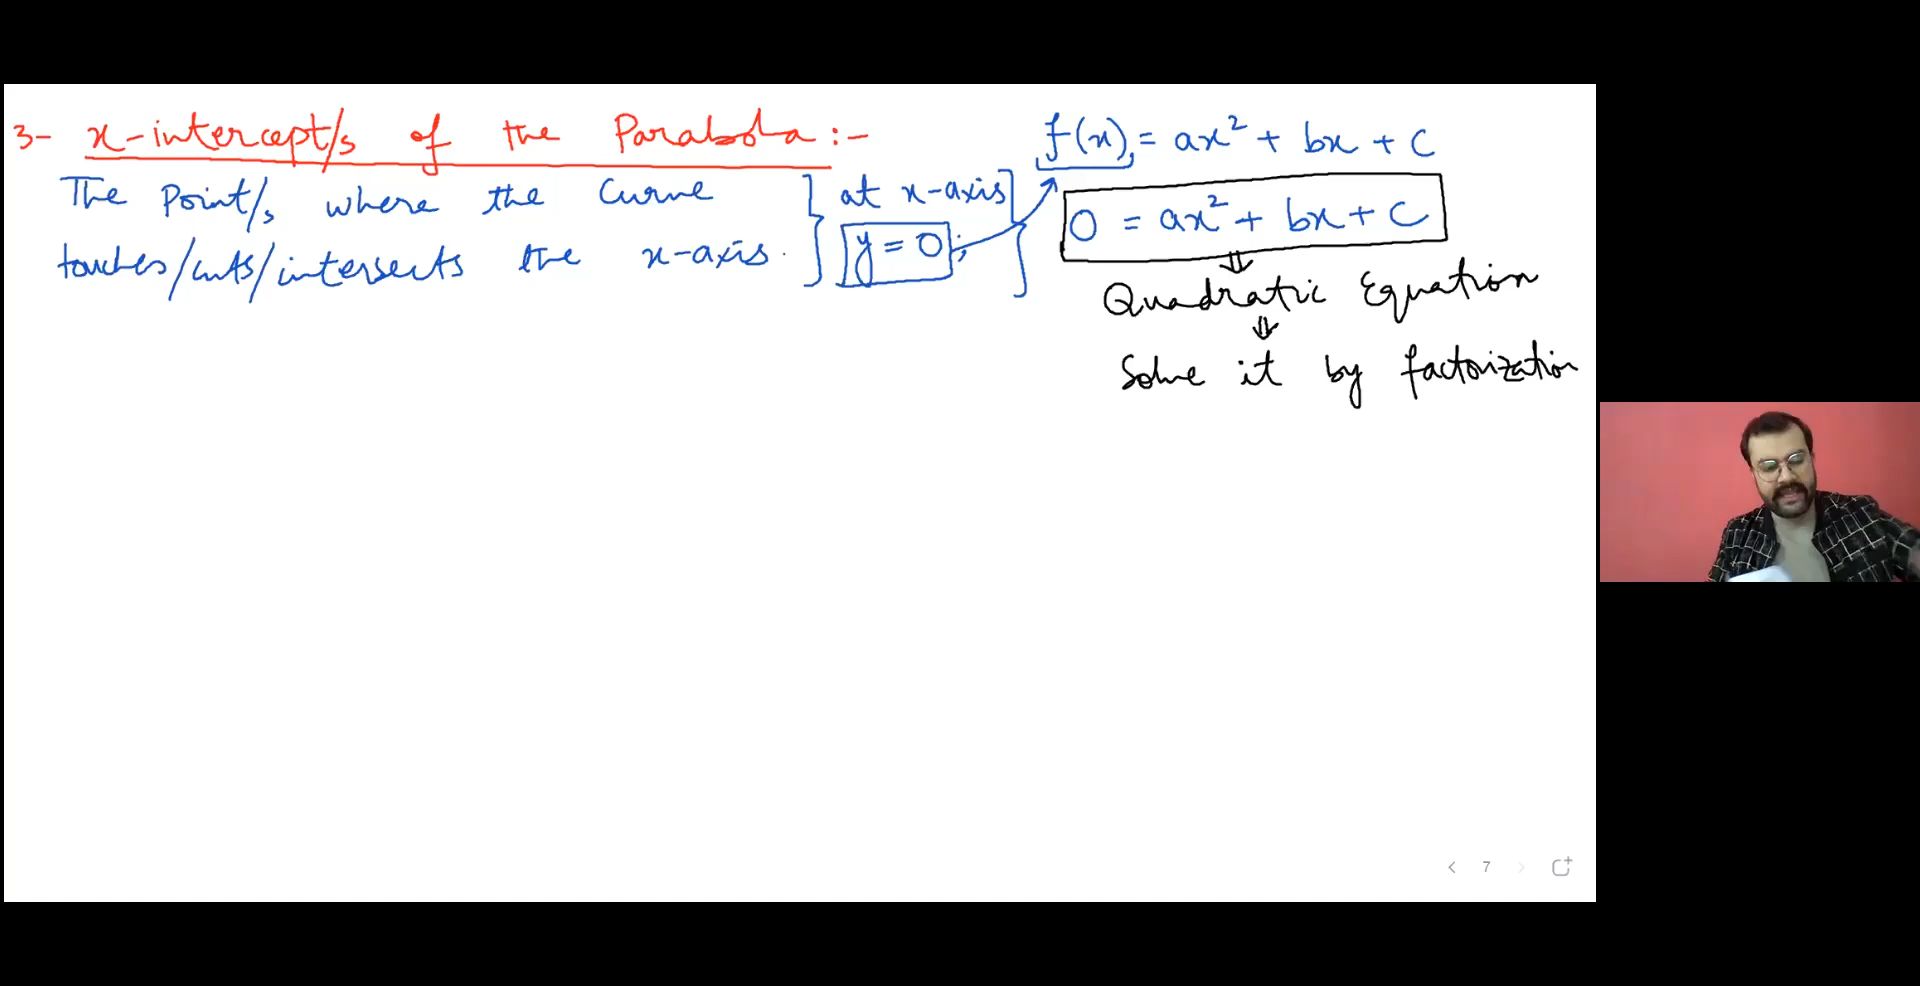 3- x-intercept/s of the Parabola :-
The Point/s where the Curve
touches/cuts/intersects the x-axis.
at x-axis
y = 0 ;
f(x) = ax² + bx + c
0 = ax² + bx + c
⇓
Quadratic Equation
⇓
Solve it by factorization
< 7 >